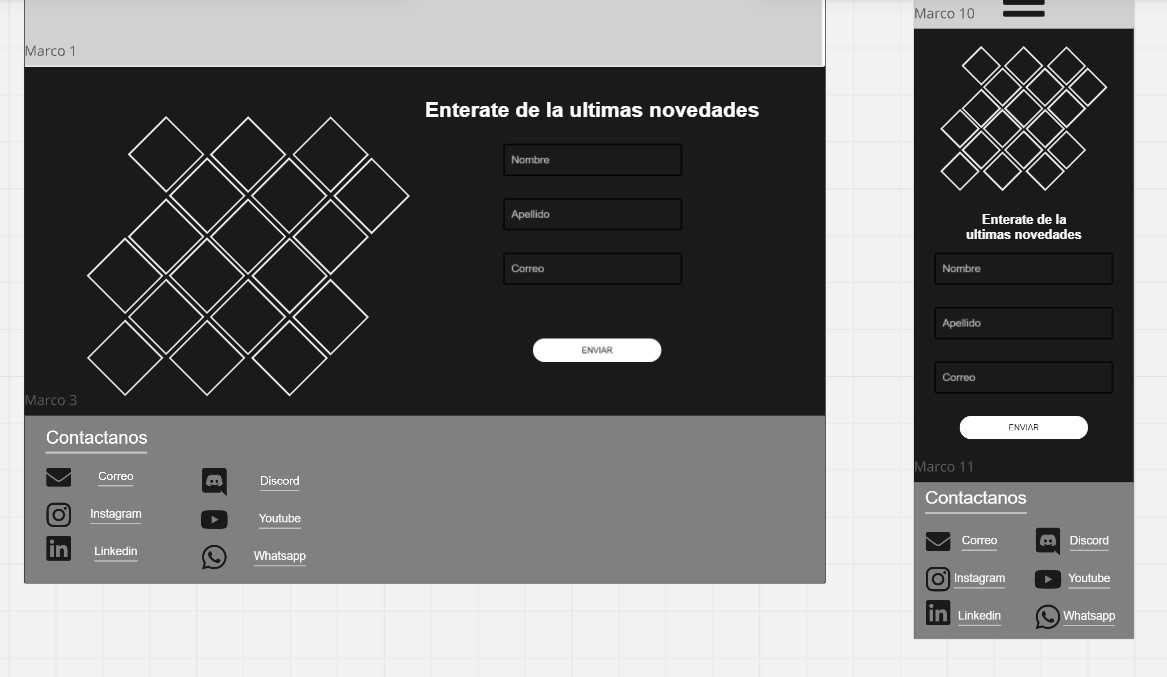 Marco 1
Enterate de la ultimas novedades
Nombre
Apellido
Correo
ENVIAR
Marco 3
Contactanos
Correo
Discord
Instagram
Youtube
Linkedin
Whatsapp
Marco 10
Enterate de la
ultimas novedades
Nombre
Apellido
Correo
ENVIAR
Marco 11
Contactanos
Correo
Discord
Instagram
Youtube
Linkedin
Whatsapp